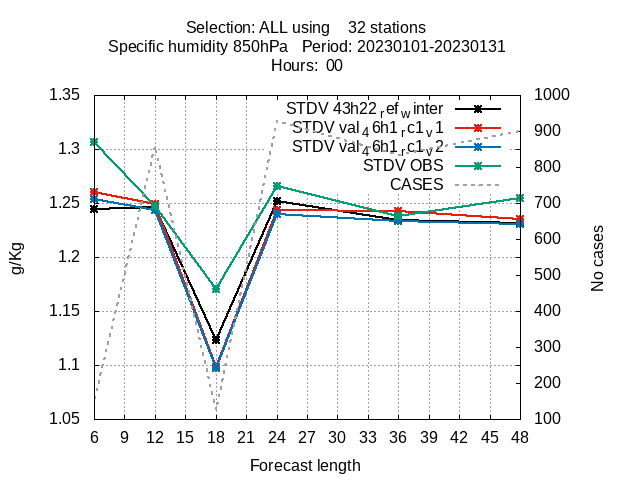 Selection: ALL using 32 stations
Specific humidity 850hPa Period: 20230101-20230131
Hours: 00
1.35
1.3
1.25
1.2
1.15
1.1
1.05
g/Kg
STDV 43h22refwinter
STDV val46h1rc1v1
STDV val46h1rc1v2
STDV OBS
CASES
1000
900
800
700
600
500
400
300
200
100
No cases
6 9 12 15 18 21 24 27 30 33 36 39 42 45 48
Forecast length